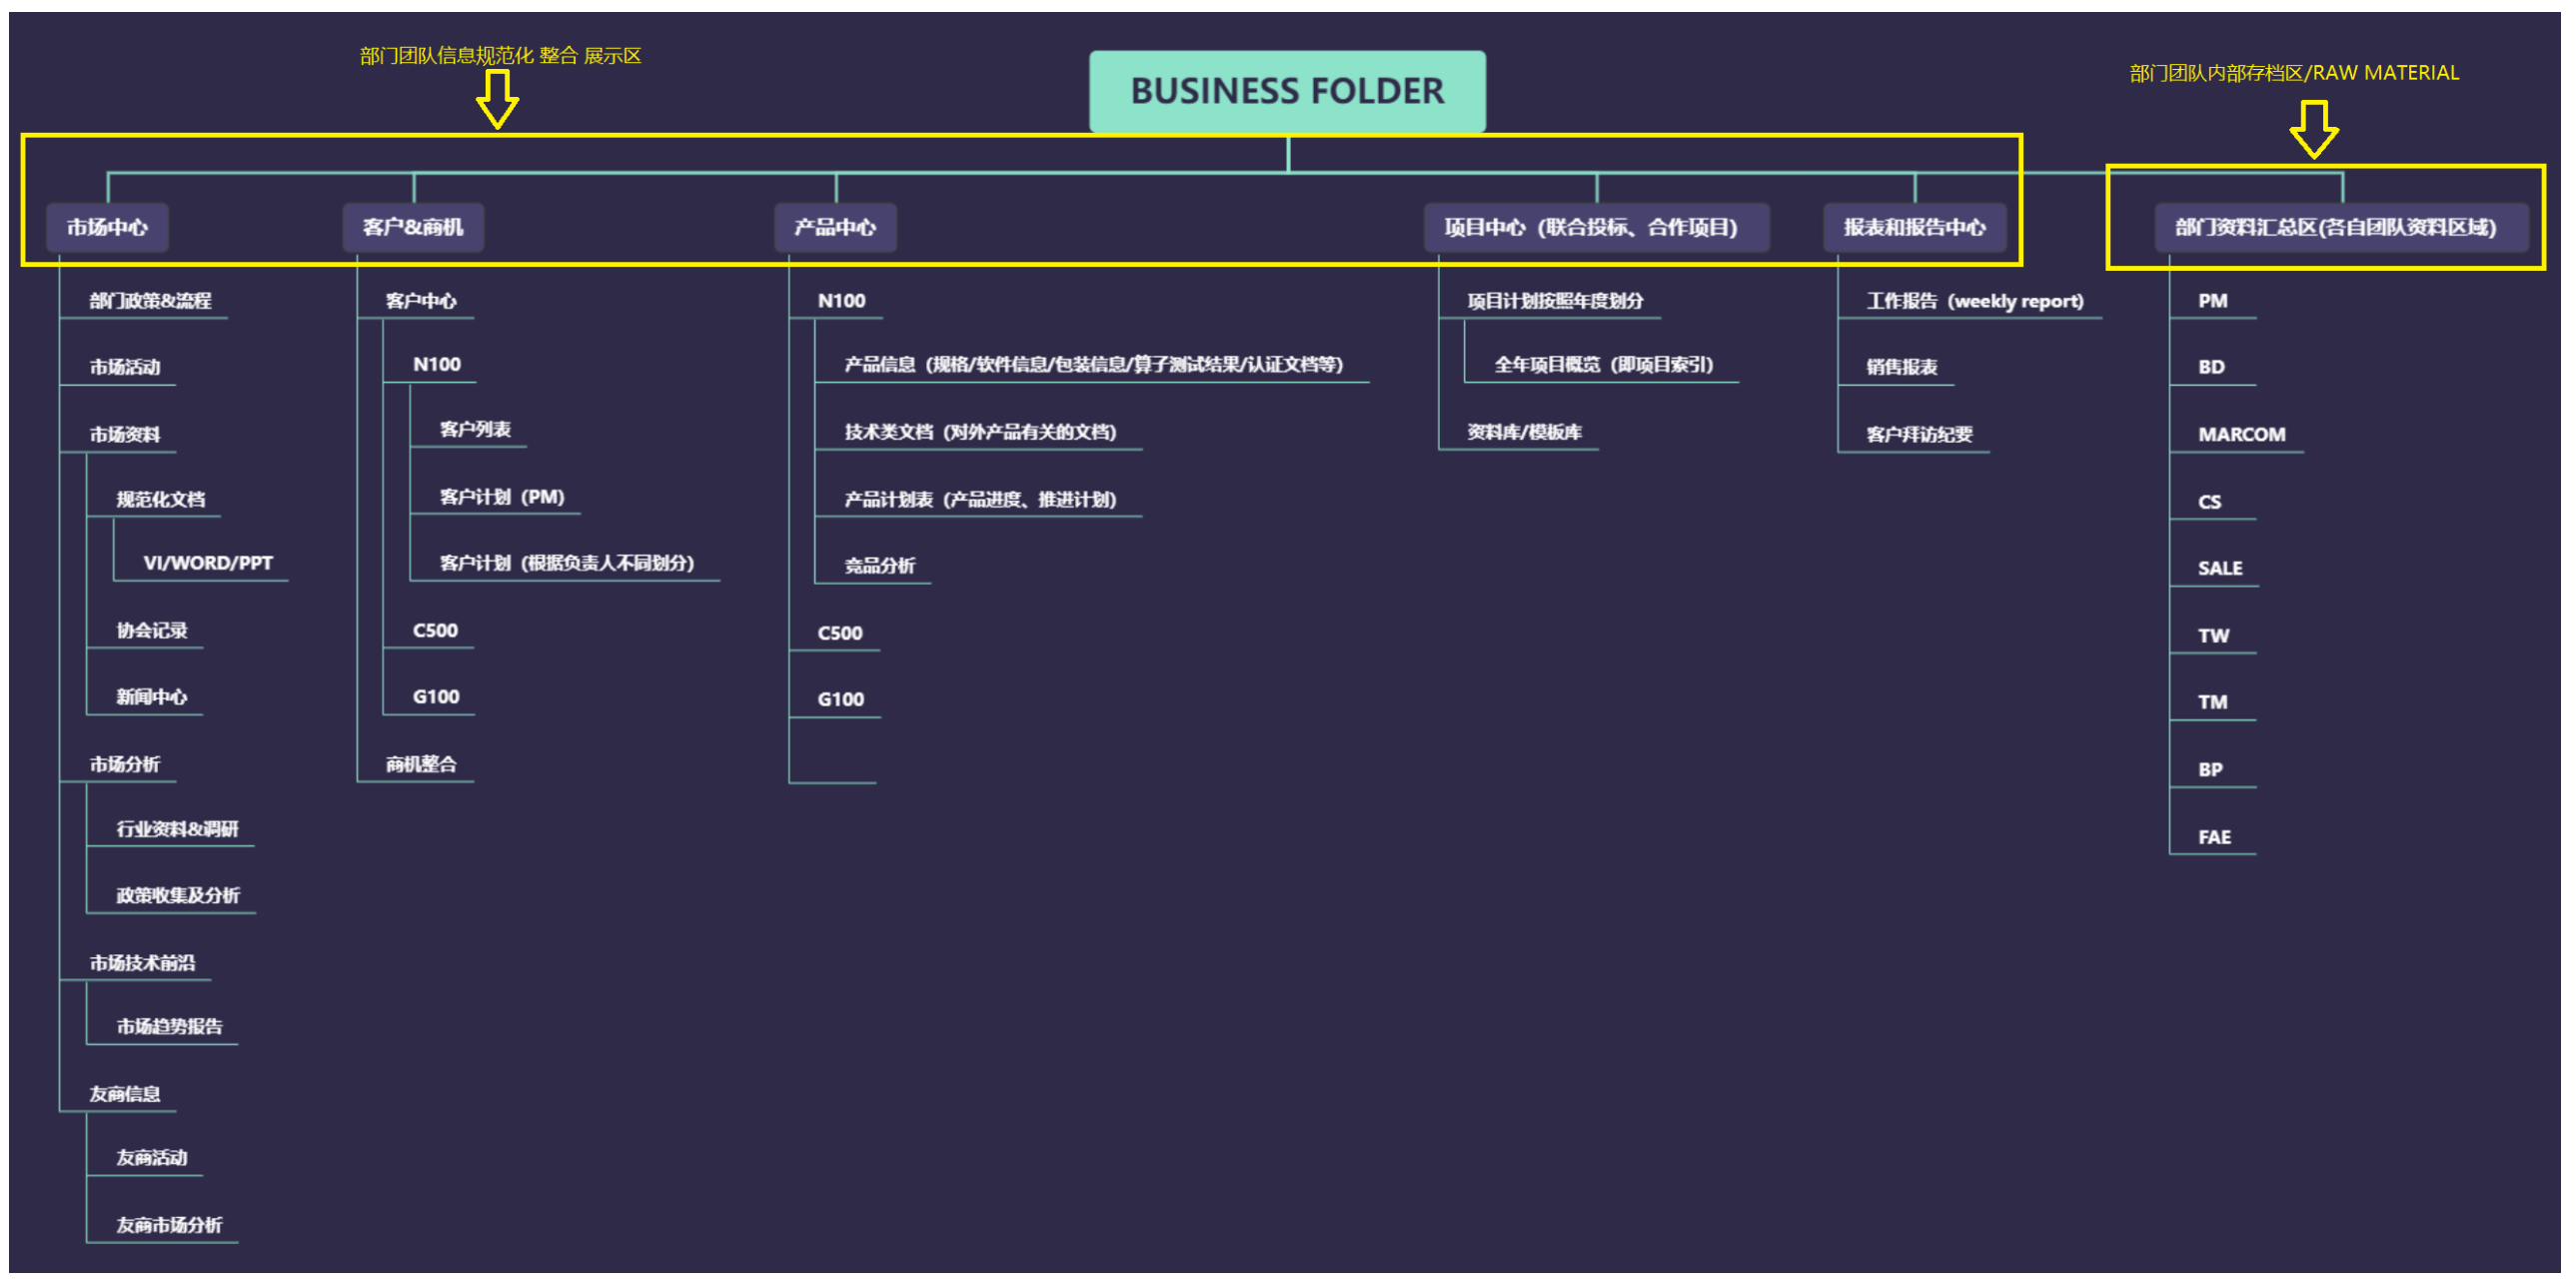 部门团队信息规范化 整合 展示区
BUSINESS FOLDER
部门团队内部存档区/RAW MATERIAL
市场中心
部门政策&流程
市场活动
市场资料
规范化文档
VI/WORD/PPT
协会记录
新闻中心
市场分析
行业资料&调研
政策收集及分析
市场技术前沿
市场趋势报告
友商信息
友商活动
友商市场分析
客户&商机
客户中心
N100
客户列表
客户计划（PM）
客户计划（根据负责人不同划分）
C500
G100
商机整合
产品中心
N100
产品信息（规格/软件信息/包装信息/算子测试结果/认证文档等）
技术类文档（对外产品有关的文档）
产品计划表（产品进度、推进计划）
竞品分析
C500
G100
项目中心（联合投标、合作项目）
项目计划按照年度划分
全年项目概览（即项目索引）
资料库/模板库
报表和报告中心
工作报告（weekly report）
销售报表
客户拜访纪要
部门资料汇总区(各自团队资料区域)
PM
BD
MARCOM
CS
SALE
TW
TM
BP
FAE